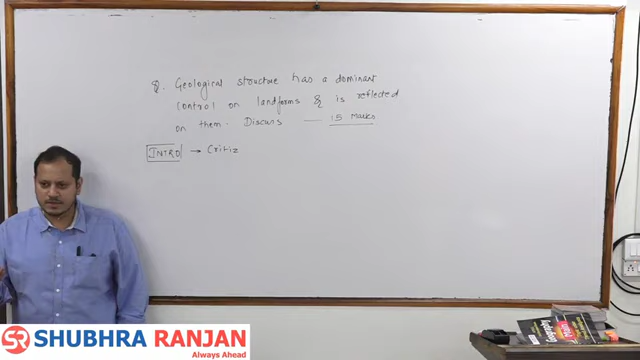 Q. Geological structure has a dominant
control on landforms & is reflected
on them. Discuss — 15 Marks
INTRO → Critiz
SHUBHRA RANJAN
Always Ahead